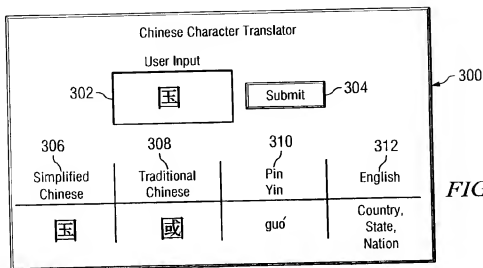 Chinese Character Translator
User Input
302
国
Submit
304
300
306
308
310
312
Simplified
Chinese
Traditional
Chinese
Pin
Yin
English
国
國
guó
Country,
State,
Nation
FIG